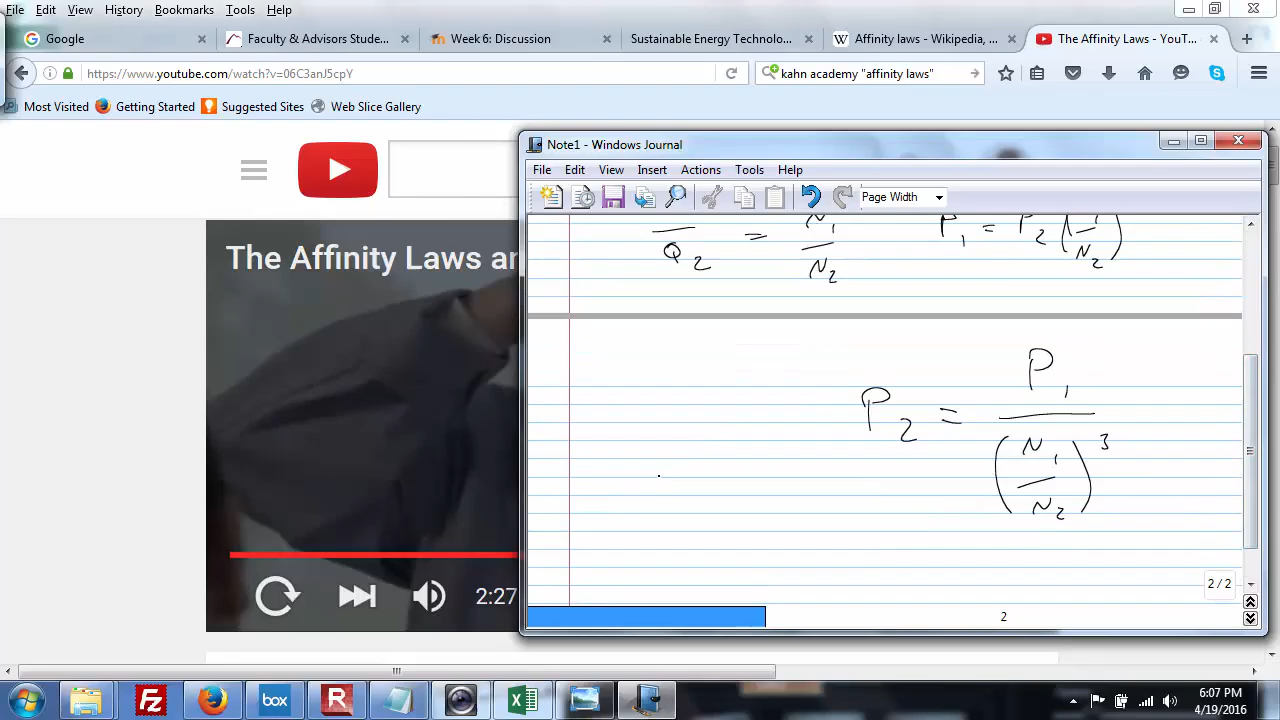 File Edit View History Bookmarks Tools Help
Google
Faculty & Advisors Stude...
Week 6: Discussion
Sustainable Energy Technolo...
Affinity laws - Wikipedia, ...
The Affinity Laws - YouT...
https://www.youtube.com/watch?v=06C3anJ5cpY
kahn academy "affinity laws"
Most Visited Getting Started Suggested Sites Web Slice Gallery
Note1 - Windows Journal
File Edit View Insert Actions Tools Help
Page Width
Q2 = N1/N2 P1 = P2 (1/N2)
The Affinity Laws an
P2 = P1/(N1/N2)^3
2:27
2 / 2
2
box
6:07 PM
4/19/2016